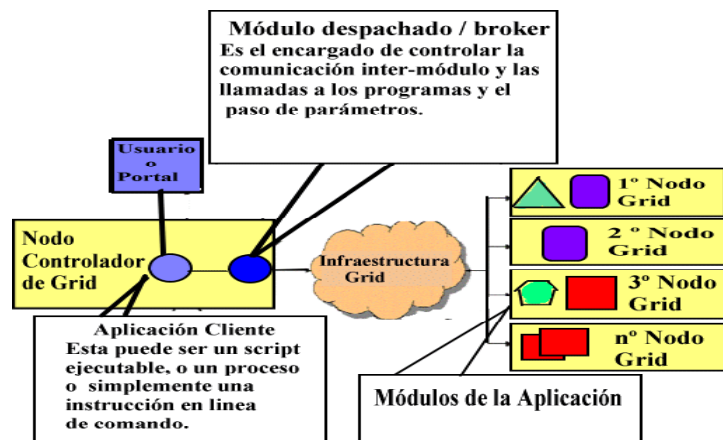 Módulo despachado / broker
Es el encargado de controlar la
comunicación inter-módulo y las
llamadas a los programas y el
paso de parámetros.
Usuario
o
Portal
Nodo
Controlador
de Grid
Infraestructura
Grid
1º Nodo
Grid
2 º Nodo
Grid
3º Nodo
Grid
nº Nodo
Grid
Aplicación Cliente
Esta puede ser un script
ejecutable, o un proceso
o simplemente una
instrucción en linea
de comando.
Módulos de la Aplicación